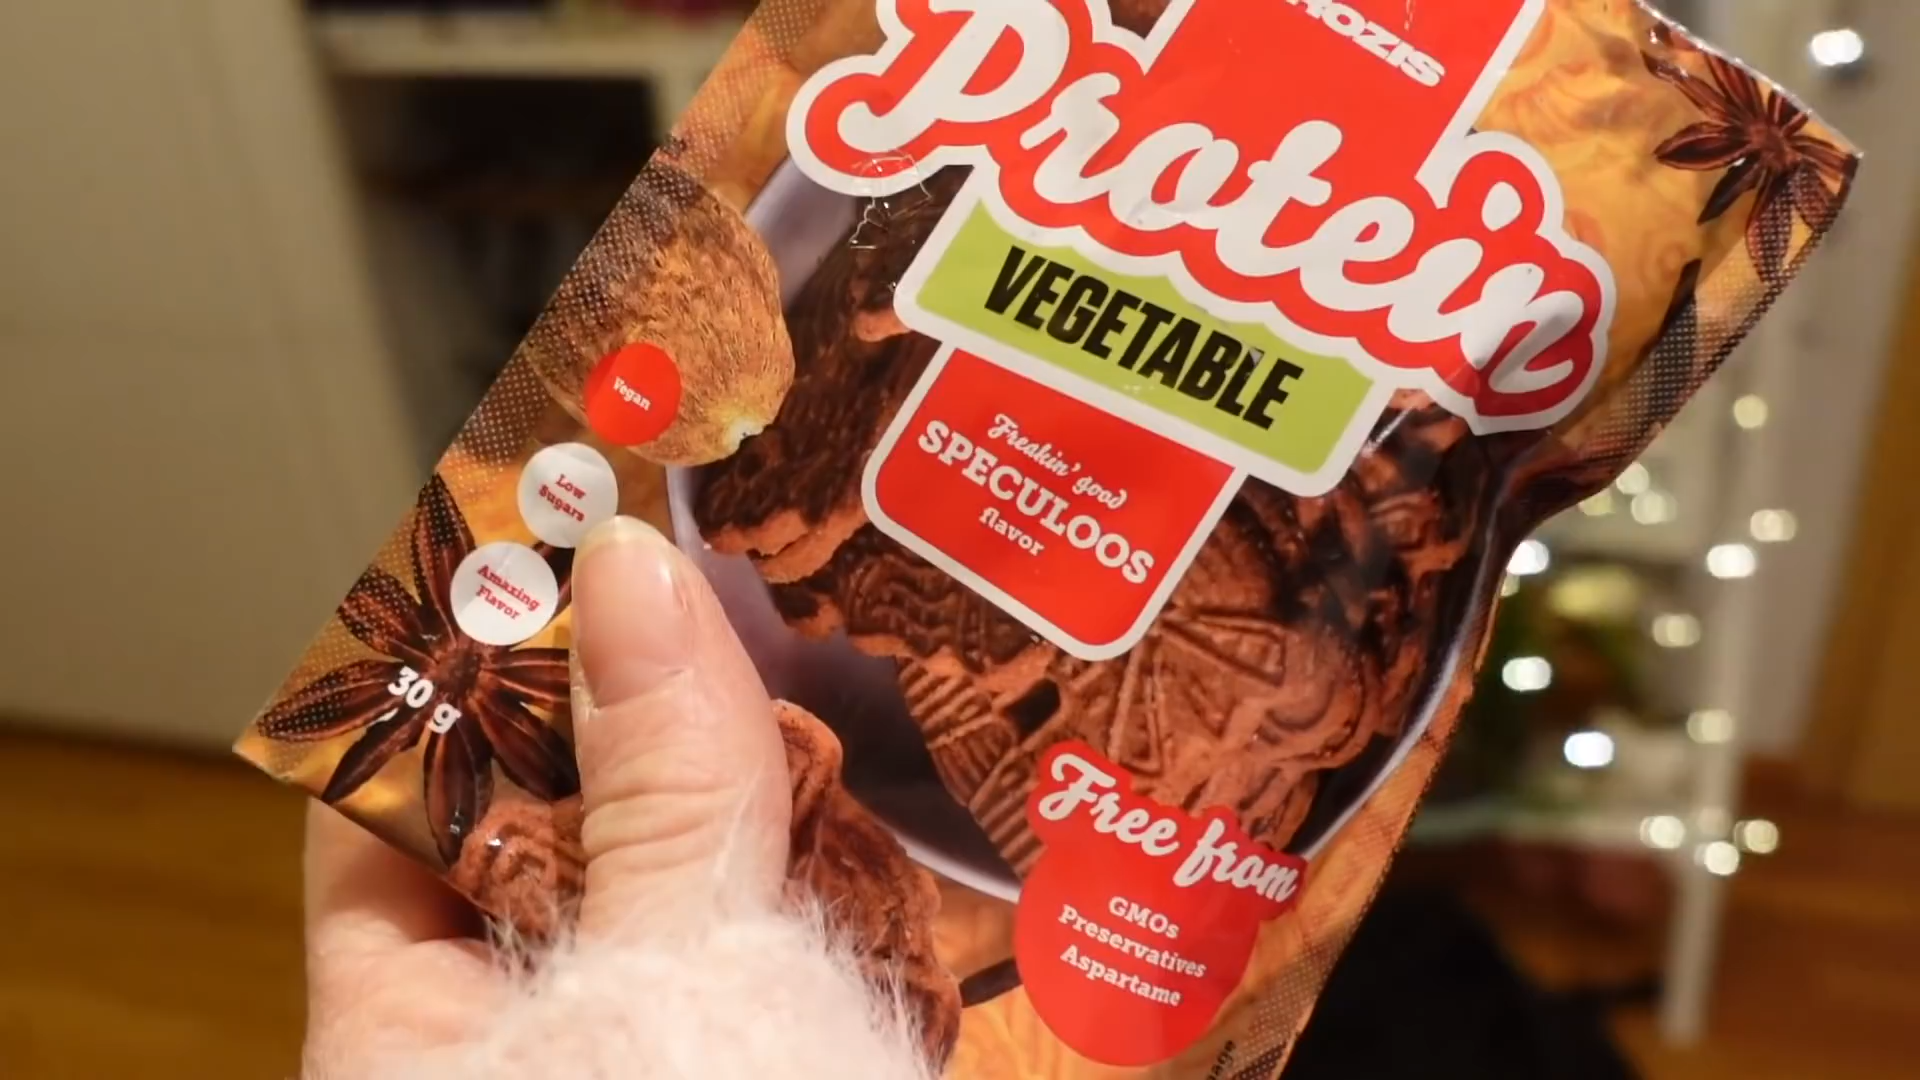 Protein
VEGETABLE
Freakin' good
SPECULOOS
flavor
Vegan
Low
Sugars
Amazing
Flavor
30 g
Free from
GMOs
Preservatives
Aspartame